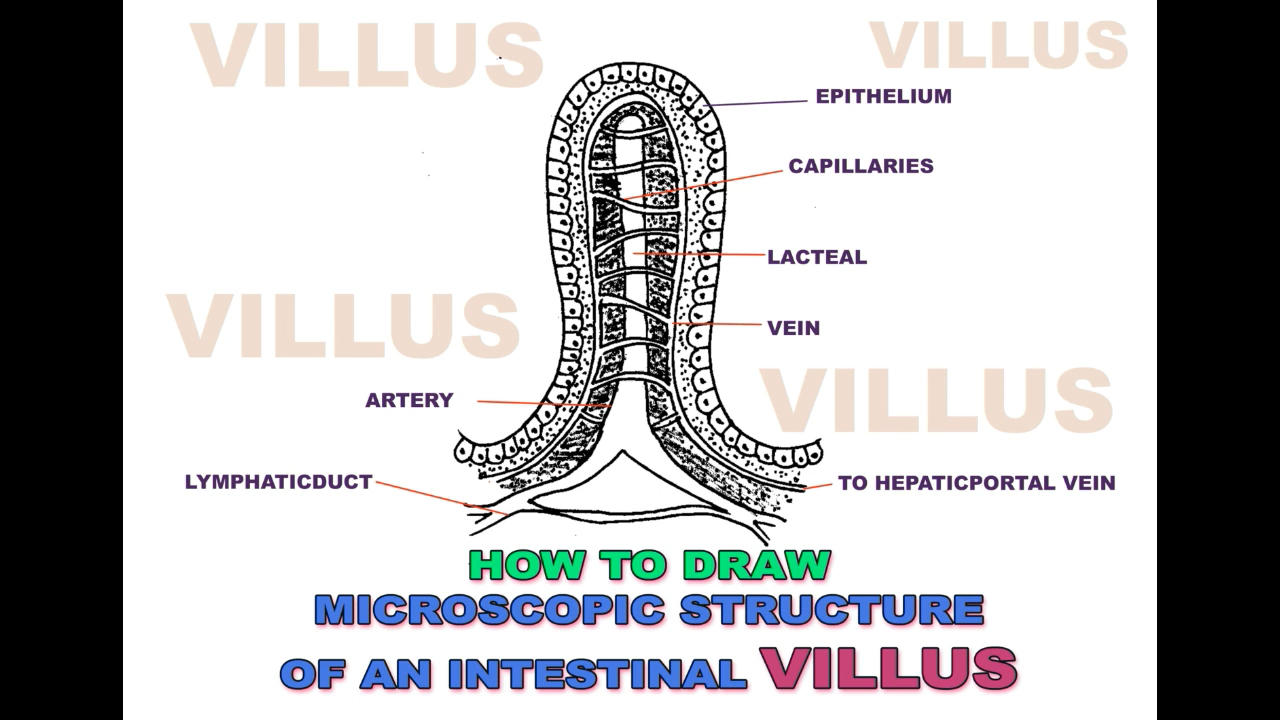 VILLUS
VILLUS
EPITHELIUM
CAPILLARIES
LACTEAL
VILLUS
VEIN
VILLUS
ARTERY
LYMPHATICDUCT
TO HEPATICPORTAL VEIN
HOW TO DRAW
MICROSCOPIC STRUCTURE
OF AN INTESTINAL VILLUS